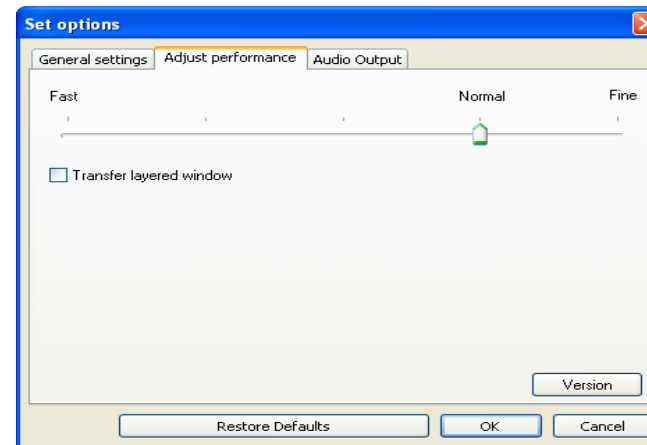 Set options
General settings Adjust performance Audio Output
Fast Normal Fine
Transfer layered window
Version
Restore Defaults OK Cancel